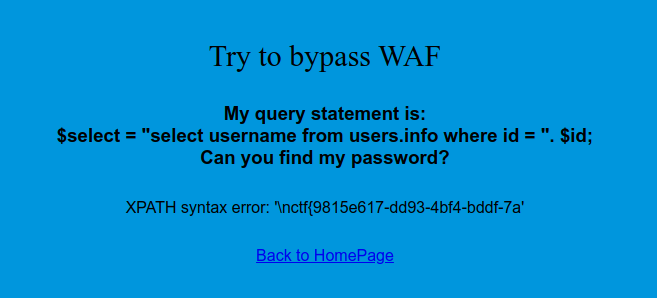 Try to bypass WAF
My query statement is:
$select = "select username from users.info where id = ". $id;
Can you find my password?
XPATH syntax error: '\nctf{9815e617-dd93-4bf4-bddf-7a'
Back to HomePage